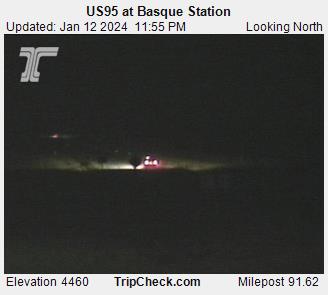 US95 at Basque Station
Updated: Jan 12 2024 11:55 PM Looking North
Elevation 4460 TripCheck.com Milepost 91.62